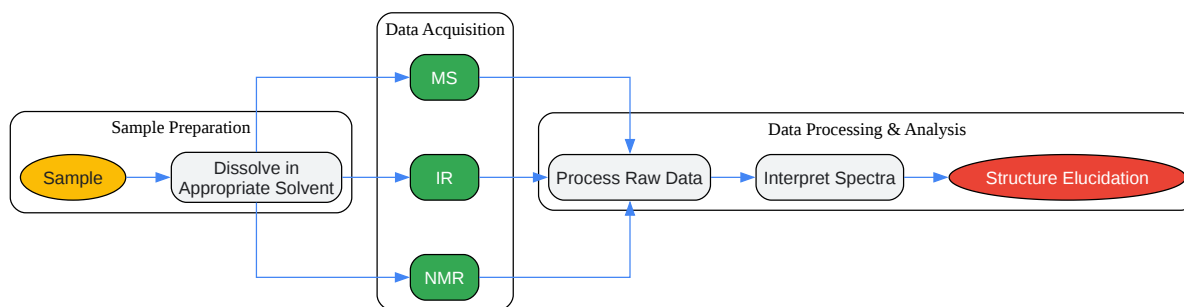 Data Acquisition
MS
Sample Preparation
Data Processing & Analysis
Sample
Dissolve in
Appropriate Solvent
IR
Process Raw Data
Interpret Spectra
Structure Elucidation
NMR